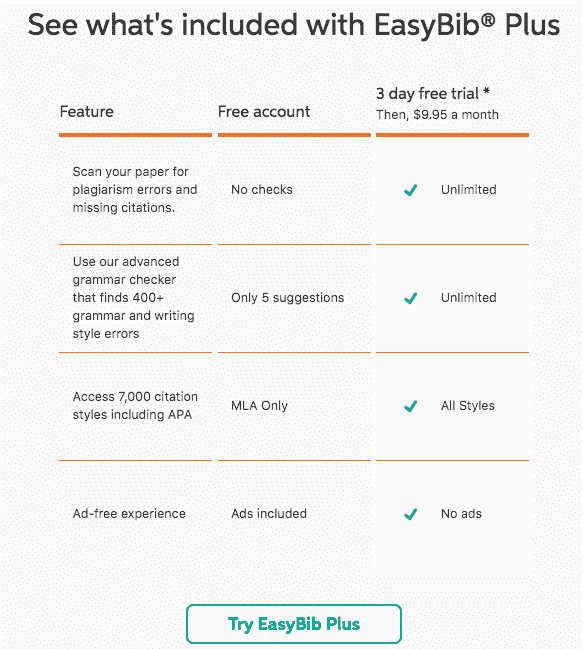 See what's included with EasyBib® Plus
Feature
Free account
3 day free trial *
Then, $9.95 a month
Scan your paper for
plagiarism errors and
missing citations.
No checks
Unlimited
Use our advanced
grammar checker
that finds 400+
grammar and writing
style errors
Only 5 suggestions
Unlimited
Access 7,000 citation
styles including APA
MLA Only
All Styles
Ad-free experience
Ads included
No ads
Try EasyBib Plus